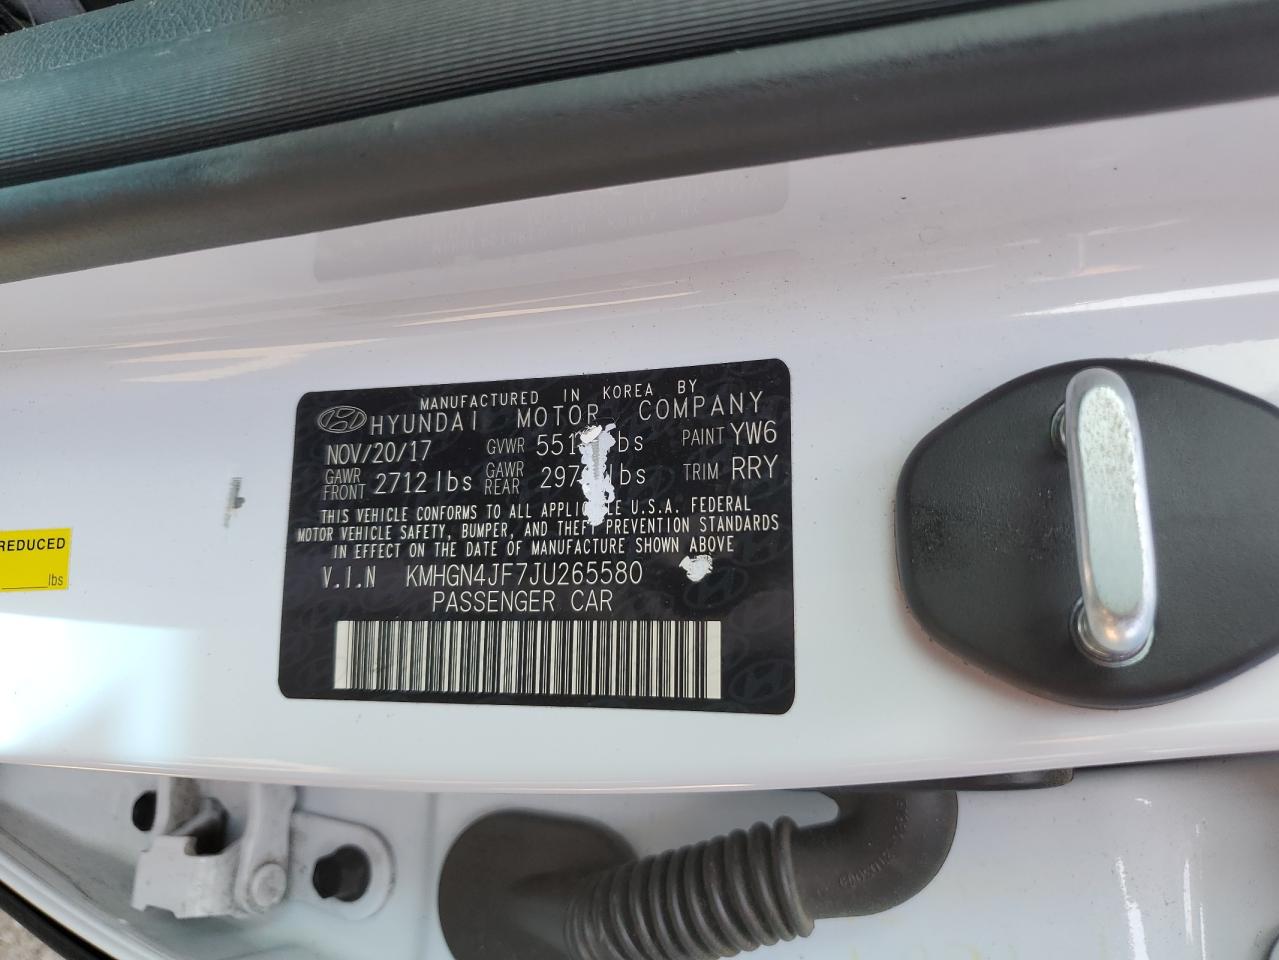 MANUFACTURED IN KOREA BY
HYUNDAI MOTOR COMPANY
NOV/20/17 GVWR lbs PAINT YW6
GAWR FRONT 2712 lbs GAWR REAR lbs TRIM RRY
THIS VEHICLE CONFORMS TO ALL U.S.A. FEDERAL
MOTOR VEHICLE SAFETY, BUMPER, AND THEFT PREVENTION STANDARDS
IN EFFECT ON THE DATE OF MANUFACTURE SHOWN ABOVE
V.I.N KMHGN4JF7JU265580
PASSENGER CAR
REDUCED
lbs